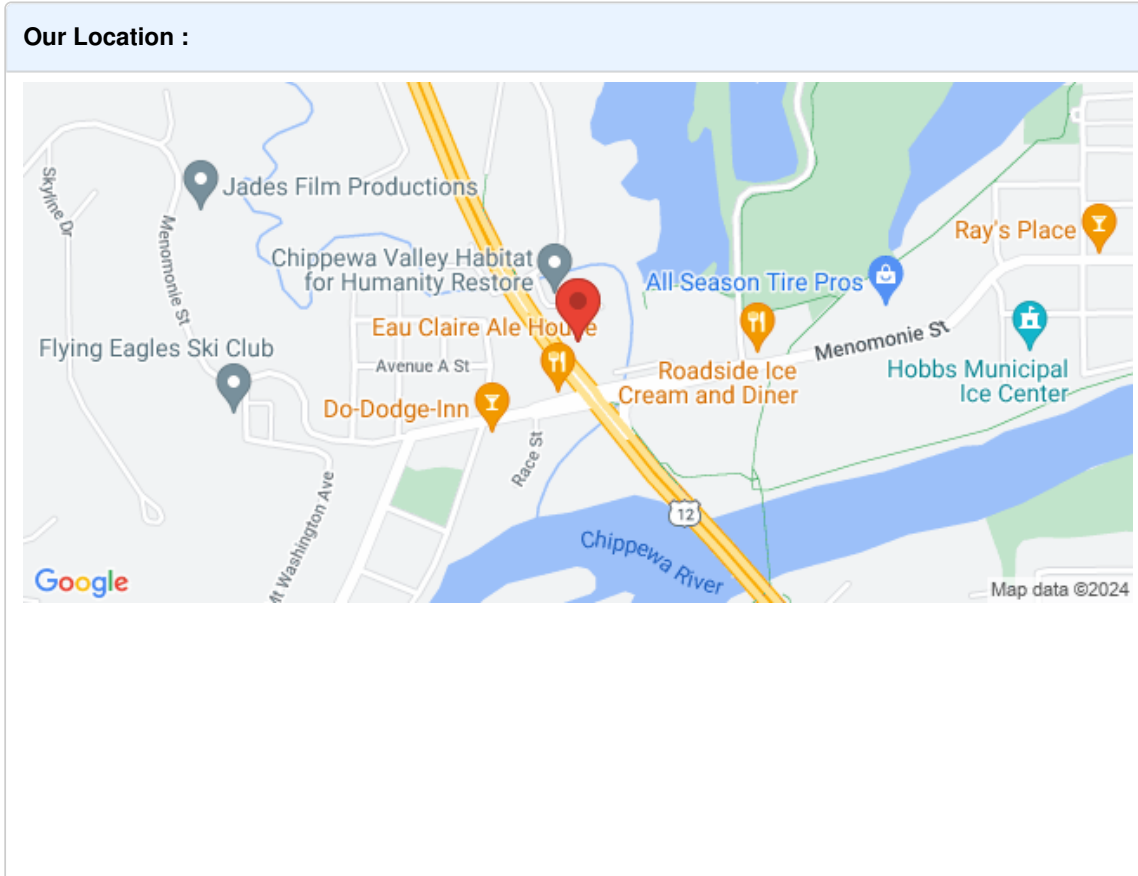 Our Location :
Jades Film Productions
Skyline Dr
Menomonie St
Chippewa Valley Habitat
for Humanity Restore
Ray's Place
All Season Tire Pros
Eau Claire Ale House
Flying Eagles Ski Club
Avenue A St
Menomonie St
Roadside Ice
Cream and Diner
Hobbs Municipal
Ice Center
Do-Dodge-Inn
Race St
Mt Washington Ave
12
Chippewa River
Google
Map data ©2024